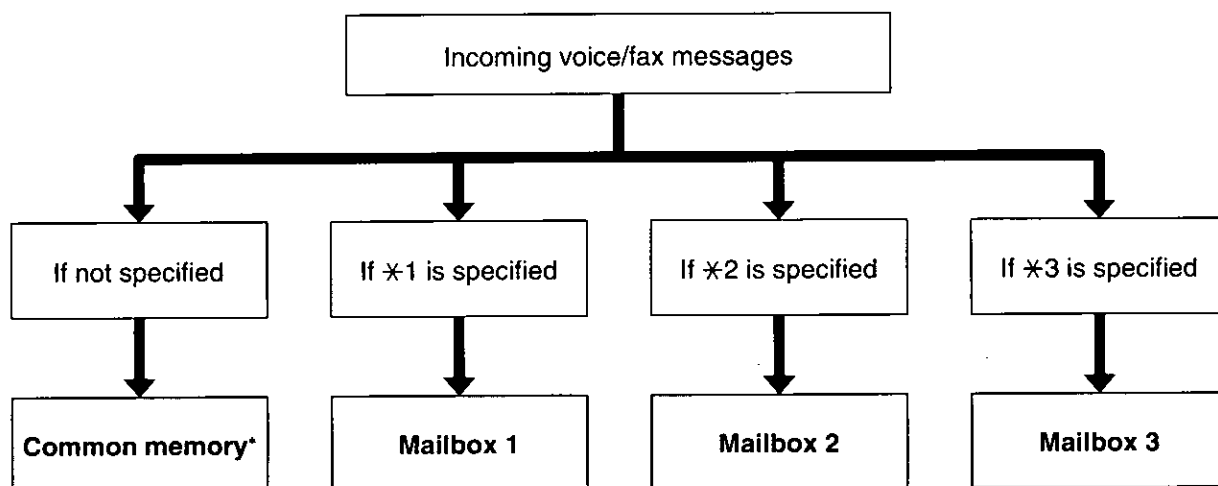 Incoming voice/fax messages
If not specified
If ✳1 is specified
If ✳2 is specified
If ✳3 is specified
Common memory*
Mailbox 1
Mailbox 2
Mailbox 3